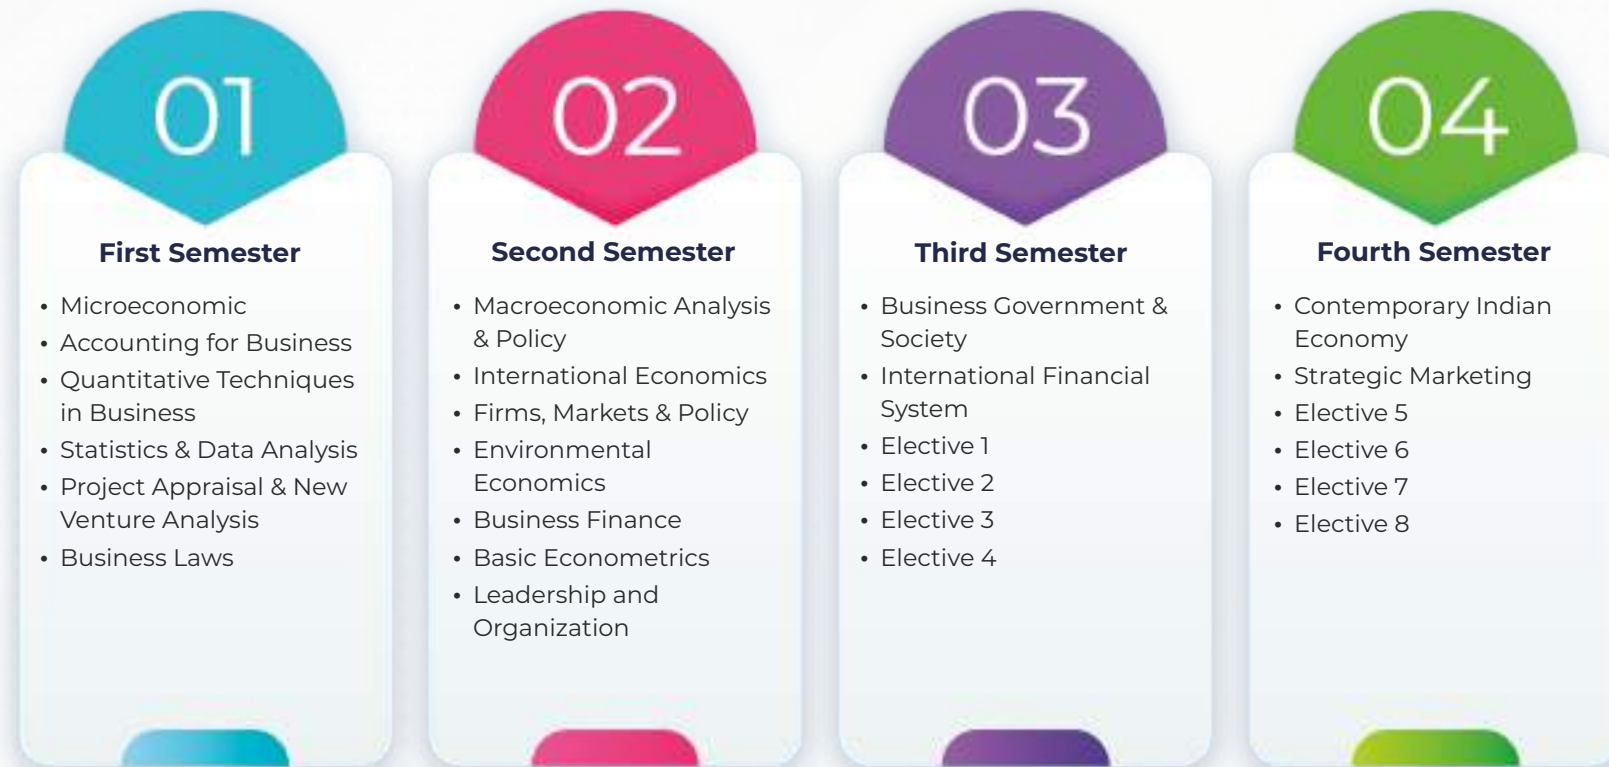 01
First Semester
• Microeconomic
• Accounting for Business
• Quantitative Techniques
in Business
• Statistics & Data Analysis
• Project Appraisal & New
Venture Analysis
• Business Laws
02
Second Semester
• Macroeconomic Analysis
& Policy
• International Economics
• Firms, Markets & Policy
• Environmental
Economics
• Business Finance
• Basic Econometrics
• Leadership and
Organization
03
Third Semester
• Business Government &
Society
• International Financial
System
• Elective 1
• Elective 2
• Elective 3
• Elective 4
04
Fourth Semester
• Contemporary Indian
Economy
• Strategic Marketing
• Elective 5
• Elective 6
• Elective 7
• Elective 8